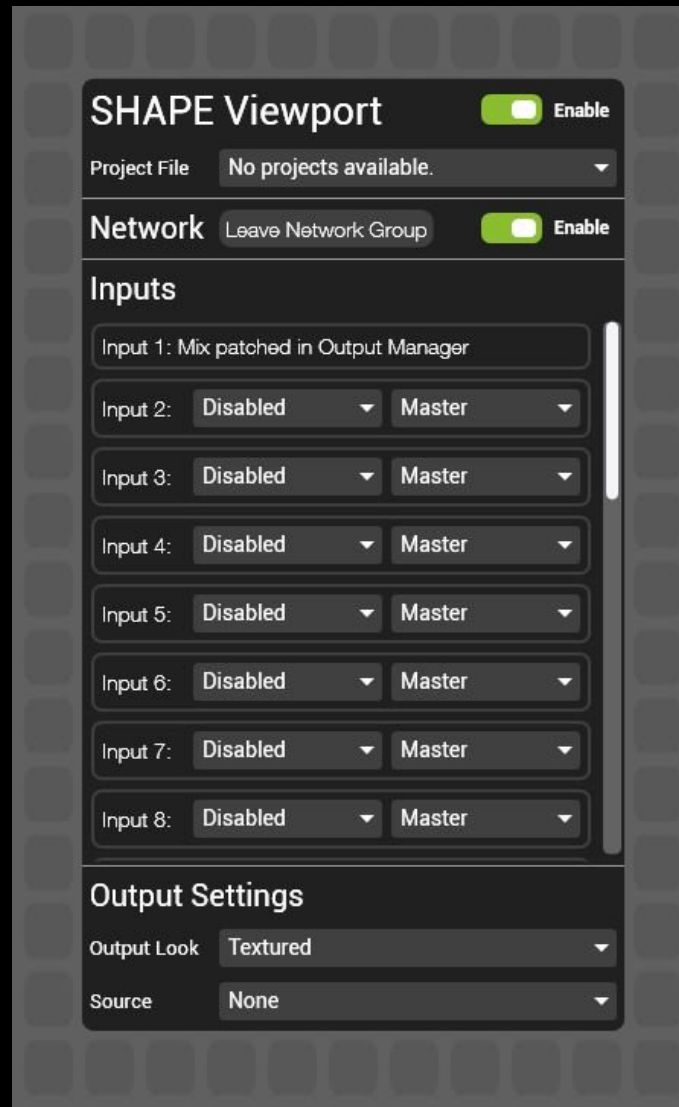 SHAPE Viewport Enable
Project File No projects available.
Network Leave Network Group Enable
Inputs
Input 1: Mix patched in Output Manager
Input 2: Disabled Master
Input 3: Disabled Master
Input 4: Disabled Master
Input 5: Disabled Master
Input 6: Disabled Master
Input 7: Disabled Master
Input 8: Disabled Master
Output Settings
Output Look Textured
Source None